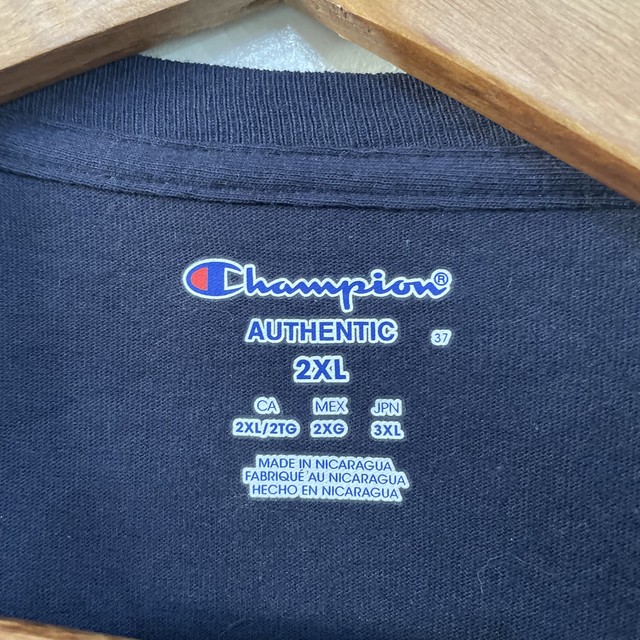 Champion®
AUTHENTIC 37
2XL
CA MEX JPN
2XL/2TG 2XG 3XL
MADE IN NICARAGUA
FABRIQUÉ AU NICARAGUA
HECHO EN NICARAGUA